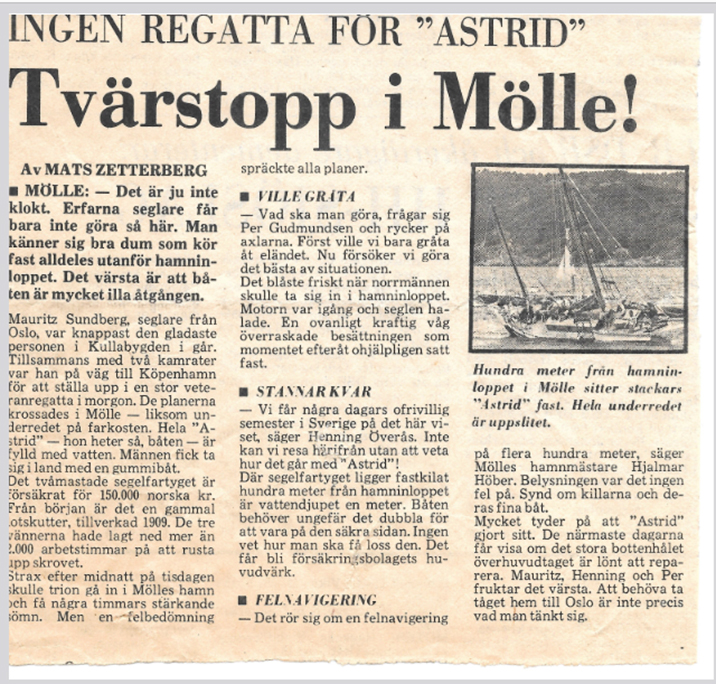 INGEN REGATTA FÖR ”ASTRID”
Tvärstopp i Mölle!
Av MATS ZETTERBERG
■ MÖLLE: — Det är ju inte
klokt. Erfarna seglare får
bara inte göra så här. Man
känner sig bra dum som kör
fast alldeles utanför hamnin-
loppet. Det värsta är att bå-
ten är mycket illa åtgången.
Mauritz Sundberg, seglare från
Oslo, var knappast den gladaste
personen i Kullabygden i går.
Tillsammans med två kamrater
var han på väg till Köpenhamn
för att ställa upp i en stor vete-
ranregatta i morgon. De planerna
krossades i Mölle — liksom un-
derredet på farkosten. Hela "A-
strid" — hon heter så, båten — är
fylld med vatten. Männen fick ta
sig i land med en gummibåt.
Det tvåmastade segelfartyget är
försäkrat för 150.000 norska kr.
Från början är det en gammal
otskutter, tillverkad 1909. De tre
vännerna hade lagt ned mer än
2.000 arbetstimmar på att rusta
upp skrovet.
Strax efter midnatt på tisdagen
skulle trion gå in i Mölles hamn
och få några timmars stärkande
sömn. Men en felbedömning
spräckte alla planer.
■ VILLE GRÅTA
— Vad ska man göra, frågar sig
Per Gudmundsen och rycker på
axlarna. Först ville vi bara gråta
åt eländet. Nu försöker vi göra
det bästa av situationen.
Det blåste friskt när norrmännen
skulle ta sig in i hamninloppet.
Motorn var igång och seglen ha-
lade. En ovanligt kraftig våg
överraskade besättningen som
momentet efteråt ohjälpligen satt
fast.
■ STANNAR KVAR
— Vi får några dagars ofrivillig
semester i Sverige på det här vi-
set, säger Henning Överås. Inte
kan vi resa härifrån utan att veta
hur det går med "Astrid"!
Där segelfartyget ligger fastkilat
hundra meter från hamninloppet
är vattendjupet en meter. Båten
behöver ungefär det dubbla för
att vara på den säkra sidan. Ingen
vet hur man ska få loss den. Det
får bli försäkringsbolagets hu-
vudvärk.
■ FELNAVIGERING
— Det rör sig om en felnavigering
Hundra meter från hamnin-
loppet i Mölle sitter stackars
"Astrid" fast. Hela underredet
är uppslitet.
på flera hundra meter, säger
Mölles hamnmästare Hjalmar
Höber. Belysningen var det ingen
fel på. Synd om killarna och de-
ras fina båt.
Mycket tyder på att "Astrid"
gjort sitt. De närmaste dagarna
får visa om det stora bottenhålet
överhuvudtaget är lönt att repa-
rera. Mauritz, Henning och Per
fruktar det värsta. Att behöva ta
tåget hem till Oslo är inte precis
vad man tänkt sig.